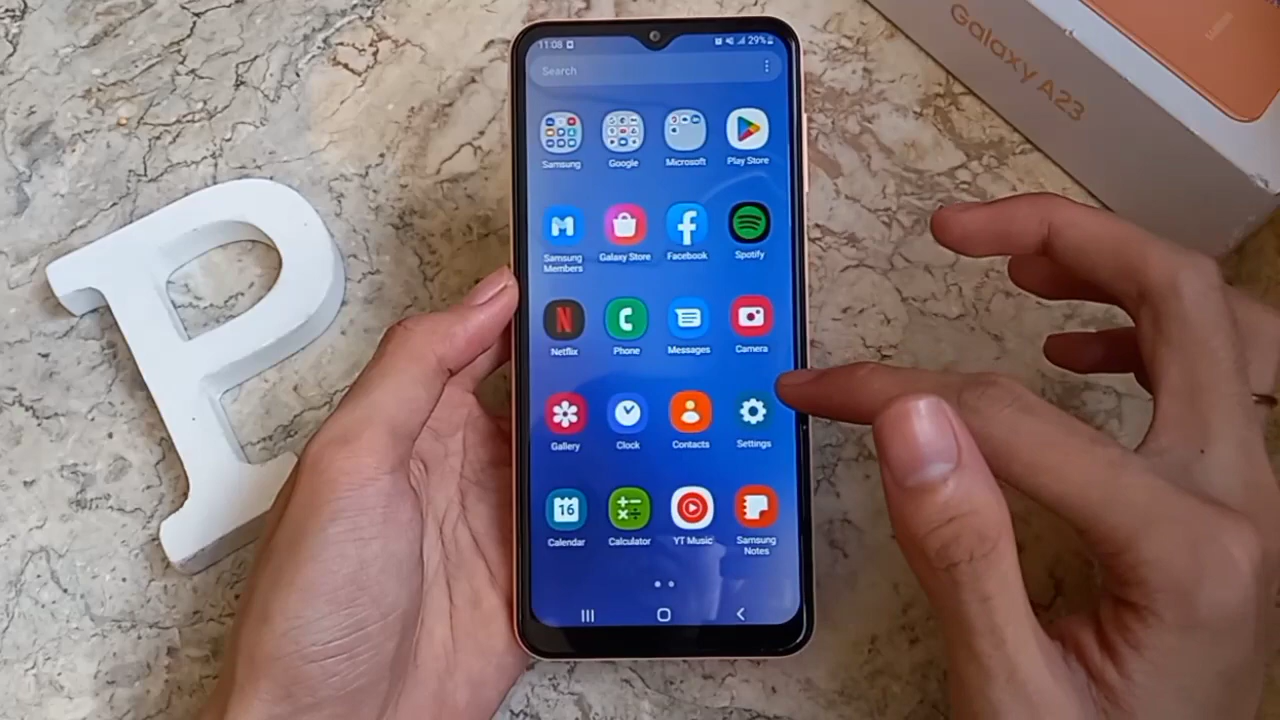 P
Galaxy A23
11:08
29%
Search
Samsung
Google
Microsoft
Play Store
Samsung
Members
Galaxy Store
Facebook
Spotify
Netflix
Phone
Messages
Camera
Gallery
Clock
Contacts
Settings
16
Calendar
Calculator
YT Music
Samsung
Notes